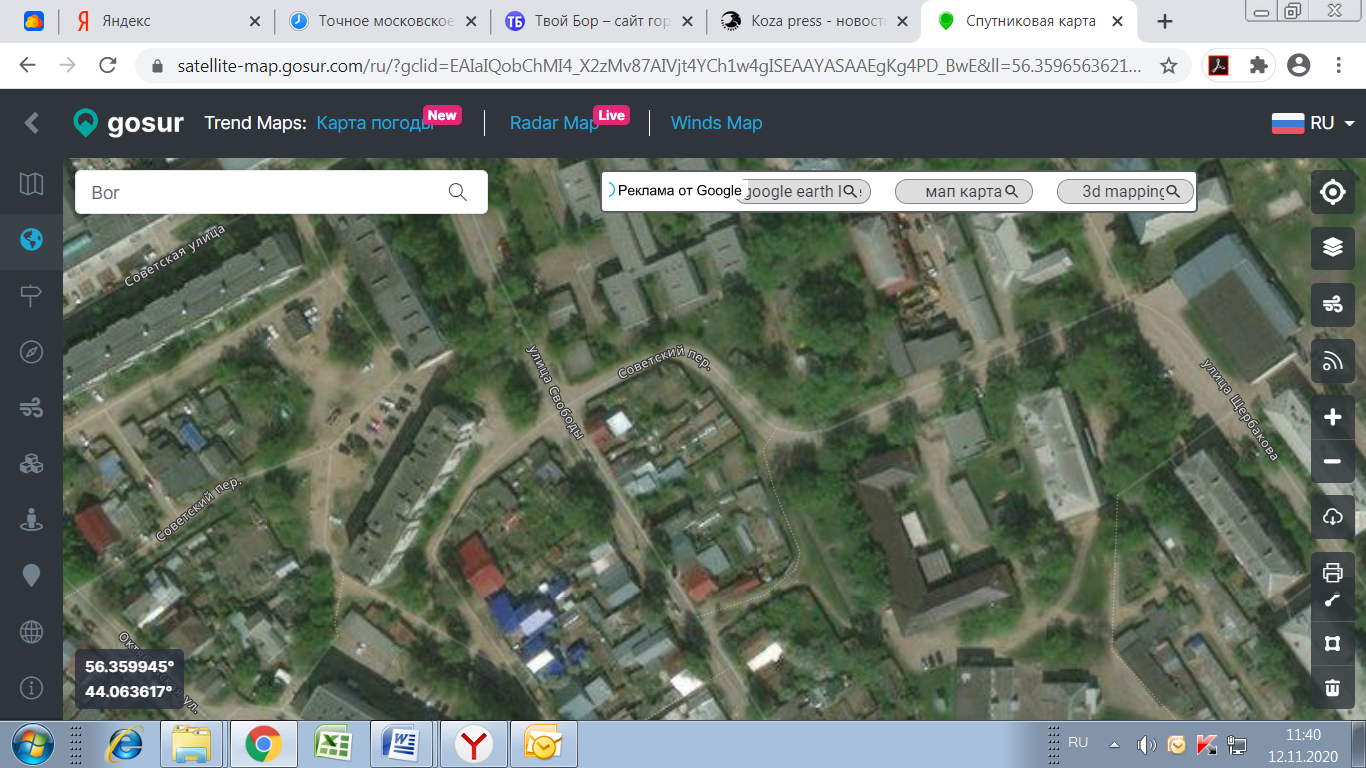 Яндекс
Точное московское
Твой Бор – сайт гор
Koza press - новост
Спутниковая карта
satellite-map.gosur.com/ru/?gclid=EAIaIQobChMI4_X2zMv87AIVjt4YCh1w4gISEAAYASAAEgKg4PD_BwE&ll=56.3596563621...
gosur
Trend Maps:
Карта погоды
New
Radar Map
Live
Winds Map
RU
Bor
Реклама от Google
google earth l
мап карта
3d mapping
Советская улица
улица Свободы
Советский пер.
улица Щербакова
Советский пер.
56.359945°
44.063617°
RU
11:40
12.11.2020